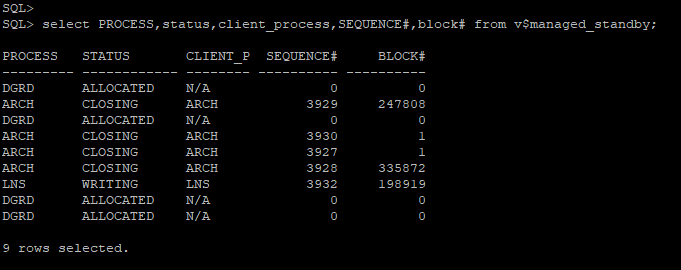 SQL>
SQL> select PROCESS,status,client_process,SEQUENCE#,block# from v$managed_standby;
PROCESS   STATUS       CLIENT_P  SEQUENCE#     BLOCK#
--------- ------------ -------- ---------- ----------
DGRD      ALLOCATED    N/A               0          0
ARCH      CLOSING      ARCH           3929     247808
DGRD      ALLOCATED    N/A               0          0
ARCH      CLOSING      ARCH           3930          1
ARCH      CLOSING      ARCH           3927          1
ARCH      CLOSING      ARCH           3928     335872
LNS       WRITING      LNS            3932     198919
DGRD      ALLOCATED    N/A               0          0
DGRD      ALLOCATED    N/A               0          0
9 rows selected.